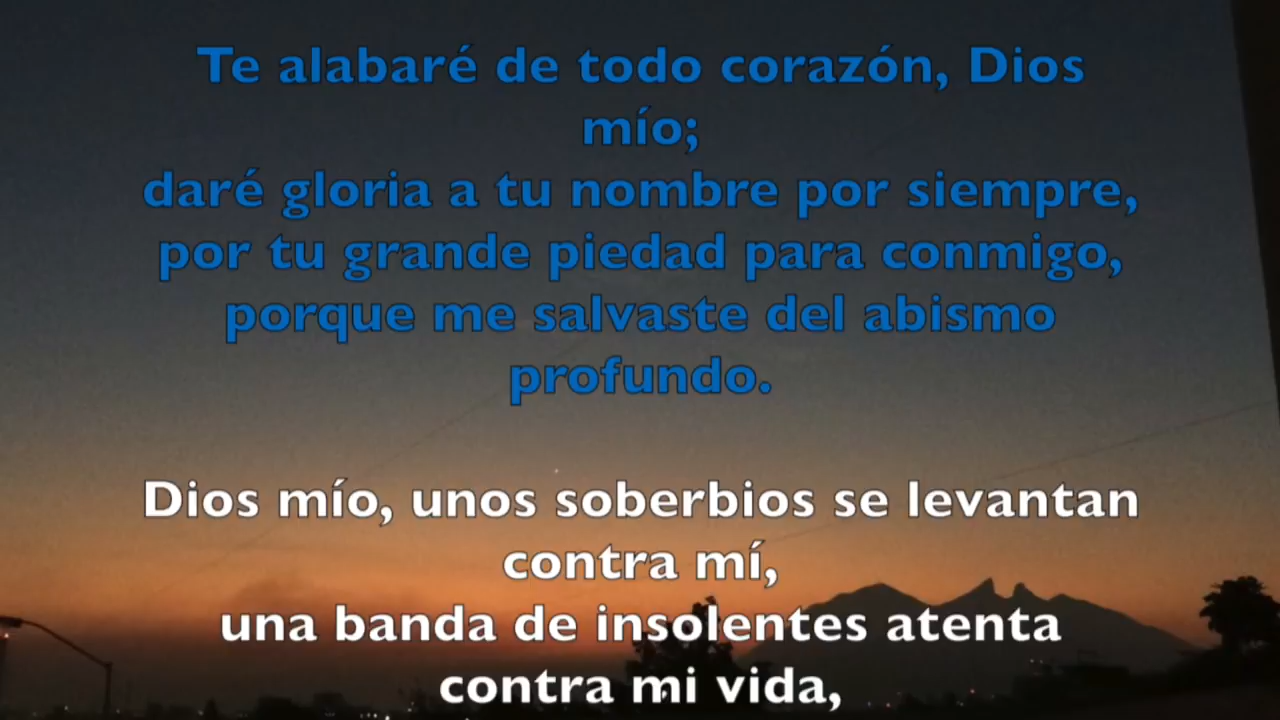 Te alabaré de todo corazón, Dios
mío;
daré gloria a tu nombre por siempre,
por tu grande piedad para conmigo,
porque me salvaste del abismo
profundo.
Dios mío, unos soberbios se levantan
contra mí,
una banda de insolentes atenta
contra mi vida,